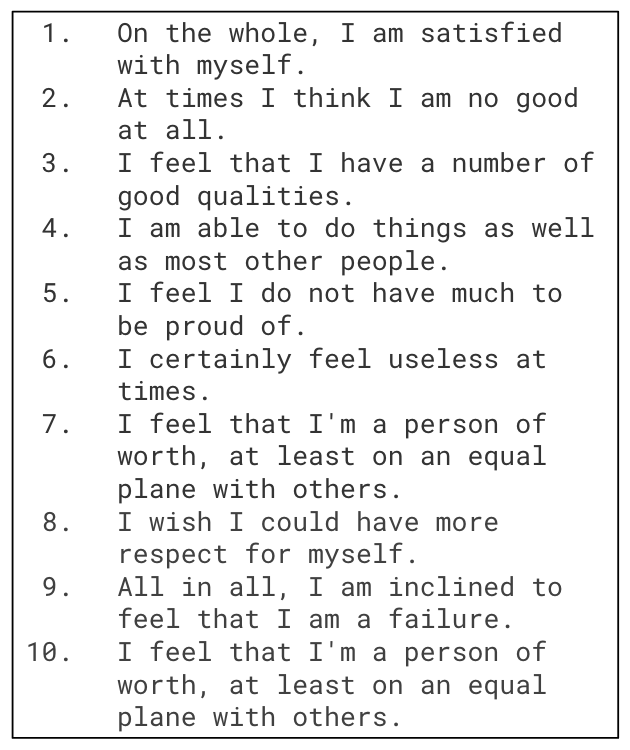 1. On the whole, I am satisfied
with myself.
2. At times I think I am no good
at all.
3. I feel that I have a number of
good qualities.
4. I am able to do things as well
as most other people.
5. I feel I do not have much to
be proud of.
6. I certainly feel useless at
times.
7. I feel that I'm a person of
worth, at least on an equal
plane with others.
8. I wish I could have more
respect for myself.
9. All in all, I am inclined to
feel that I am a failure.
10. I feel that I'm a person of
worth, at least on an equal
plane with others.